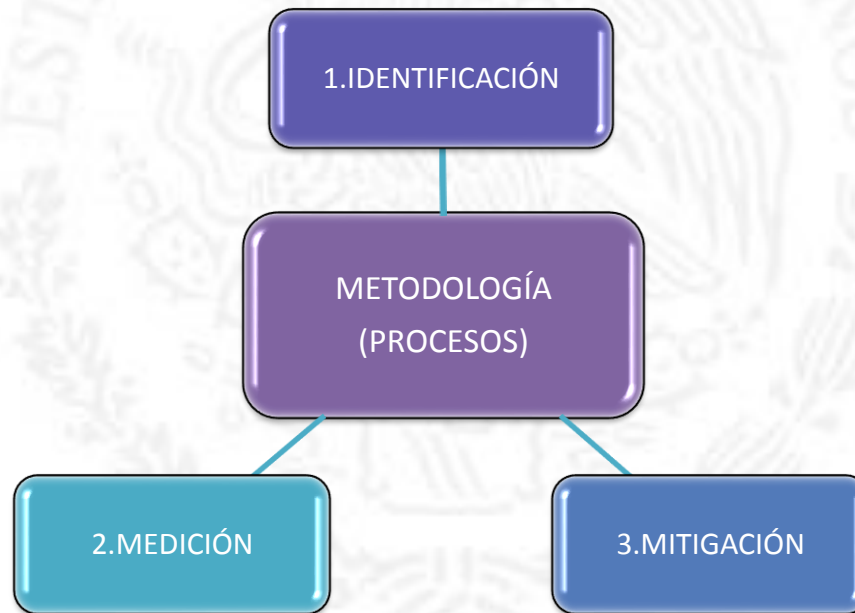 1.IDENTIFICACIÓN
METODOLOGÍA
(PROCESOS)
2.MEDICIÓN
3.MITIGACIÓN